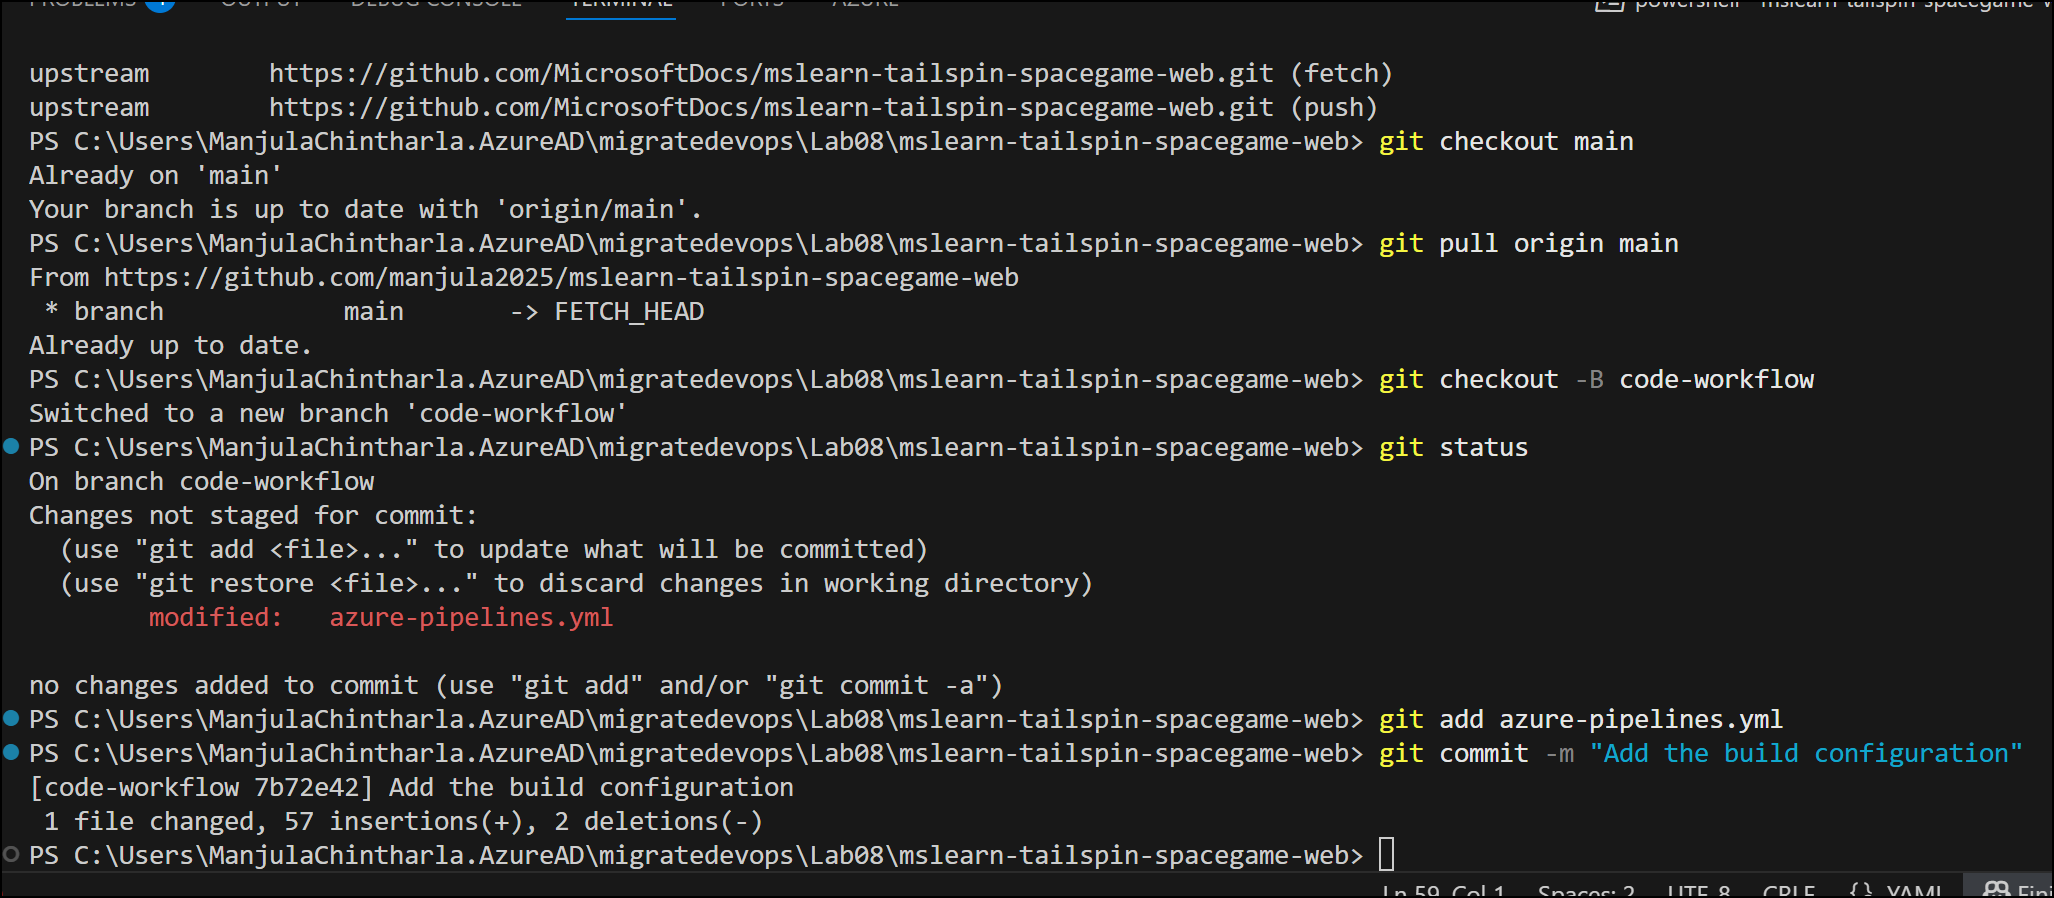 PROBLEMS OUTPUT DEBUG CONSOLE TERMINAL PORTS AZURE powershell - mslearn-tailspin-spacegame-w
upstream        https://github.com/MicrosoftDocs/mslearn-tailspin-spacegame-web.git (fetch)
upstream        https://github.com/MicrosoftDocs/mslearn-tailspin-spacegame-web.git (push)
PS C:\Users\ManjulaChintharla.AzureAD\migratedevops\Lab08\mslearn-tailspin-spacegame-web> git checkout main
Already on 'main'
Your branch is up to date with 'origin/main'.
PS C:\Users\ManjulaChintharla.AzureAD\migratedevops\Lab08\mslearn-tailspin-spacegame-web> git pull origin main
From https://github.com/manjula2025/mslearn-tailspin-spacegame-web
 * branch            main       -> FETCH_HEAD
Already up to date.
PS C:\Users\ManjulaChintharla.AzureAD\migratedevops\Lab08\mslearn-tailspin-spacegame-web> git checkout -B code-workflow
Switched to a new branch 'code-workflow'
PS C:\Users\ManjulaChintharla.AzureAD\migratedevops\Lab08\mslearn-tailspin-spacegame-web> git status
On branch code-workflow
Changes not staged for commit:
  (use "git add <file>..." to update what will be committed)
  (use "git restore <file>..." to discard changes in working directory)
        modified:   azure-pipelines.yml
no changes added to commit (use "git add" and/or "git commit -a")
PS C:\Users\ManjulaChintharla.AzureAD\migratedevops\Lab08\mslearn-tailspin-spacegame-web> git add azure-pipelines.yml
PS C:\Users\ManjulaChintharla.AzureAD\migratedevops\Lab08\mslearn-tailspin-spacegame-web> git commit -m "Add the build configuration"
[code-workflow 7b72e42] Add the build configuration
 1 file changed, 57 insertions(+), 2 deletions(-)
PS C:\Users\ManjulaChintharla.AzureAD\migratedevops\Lab08\mslearn-tailspin-spacegame-web>
Ln 59, Col 1 Spaces: 2 UTF-8 CRLF {} YAML